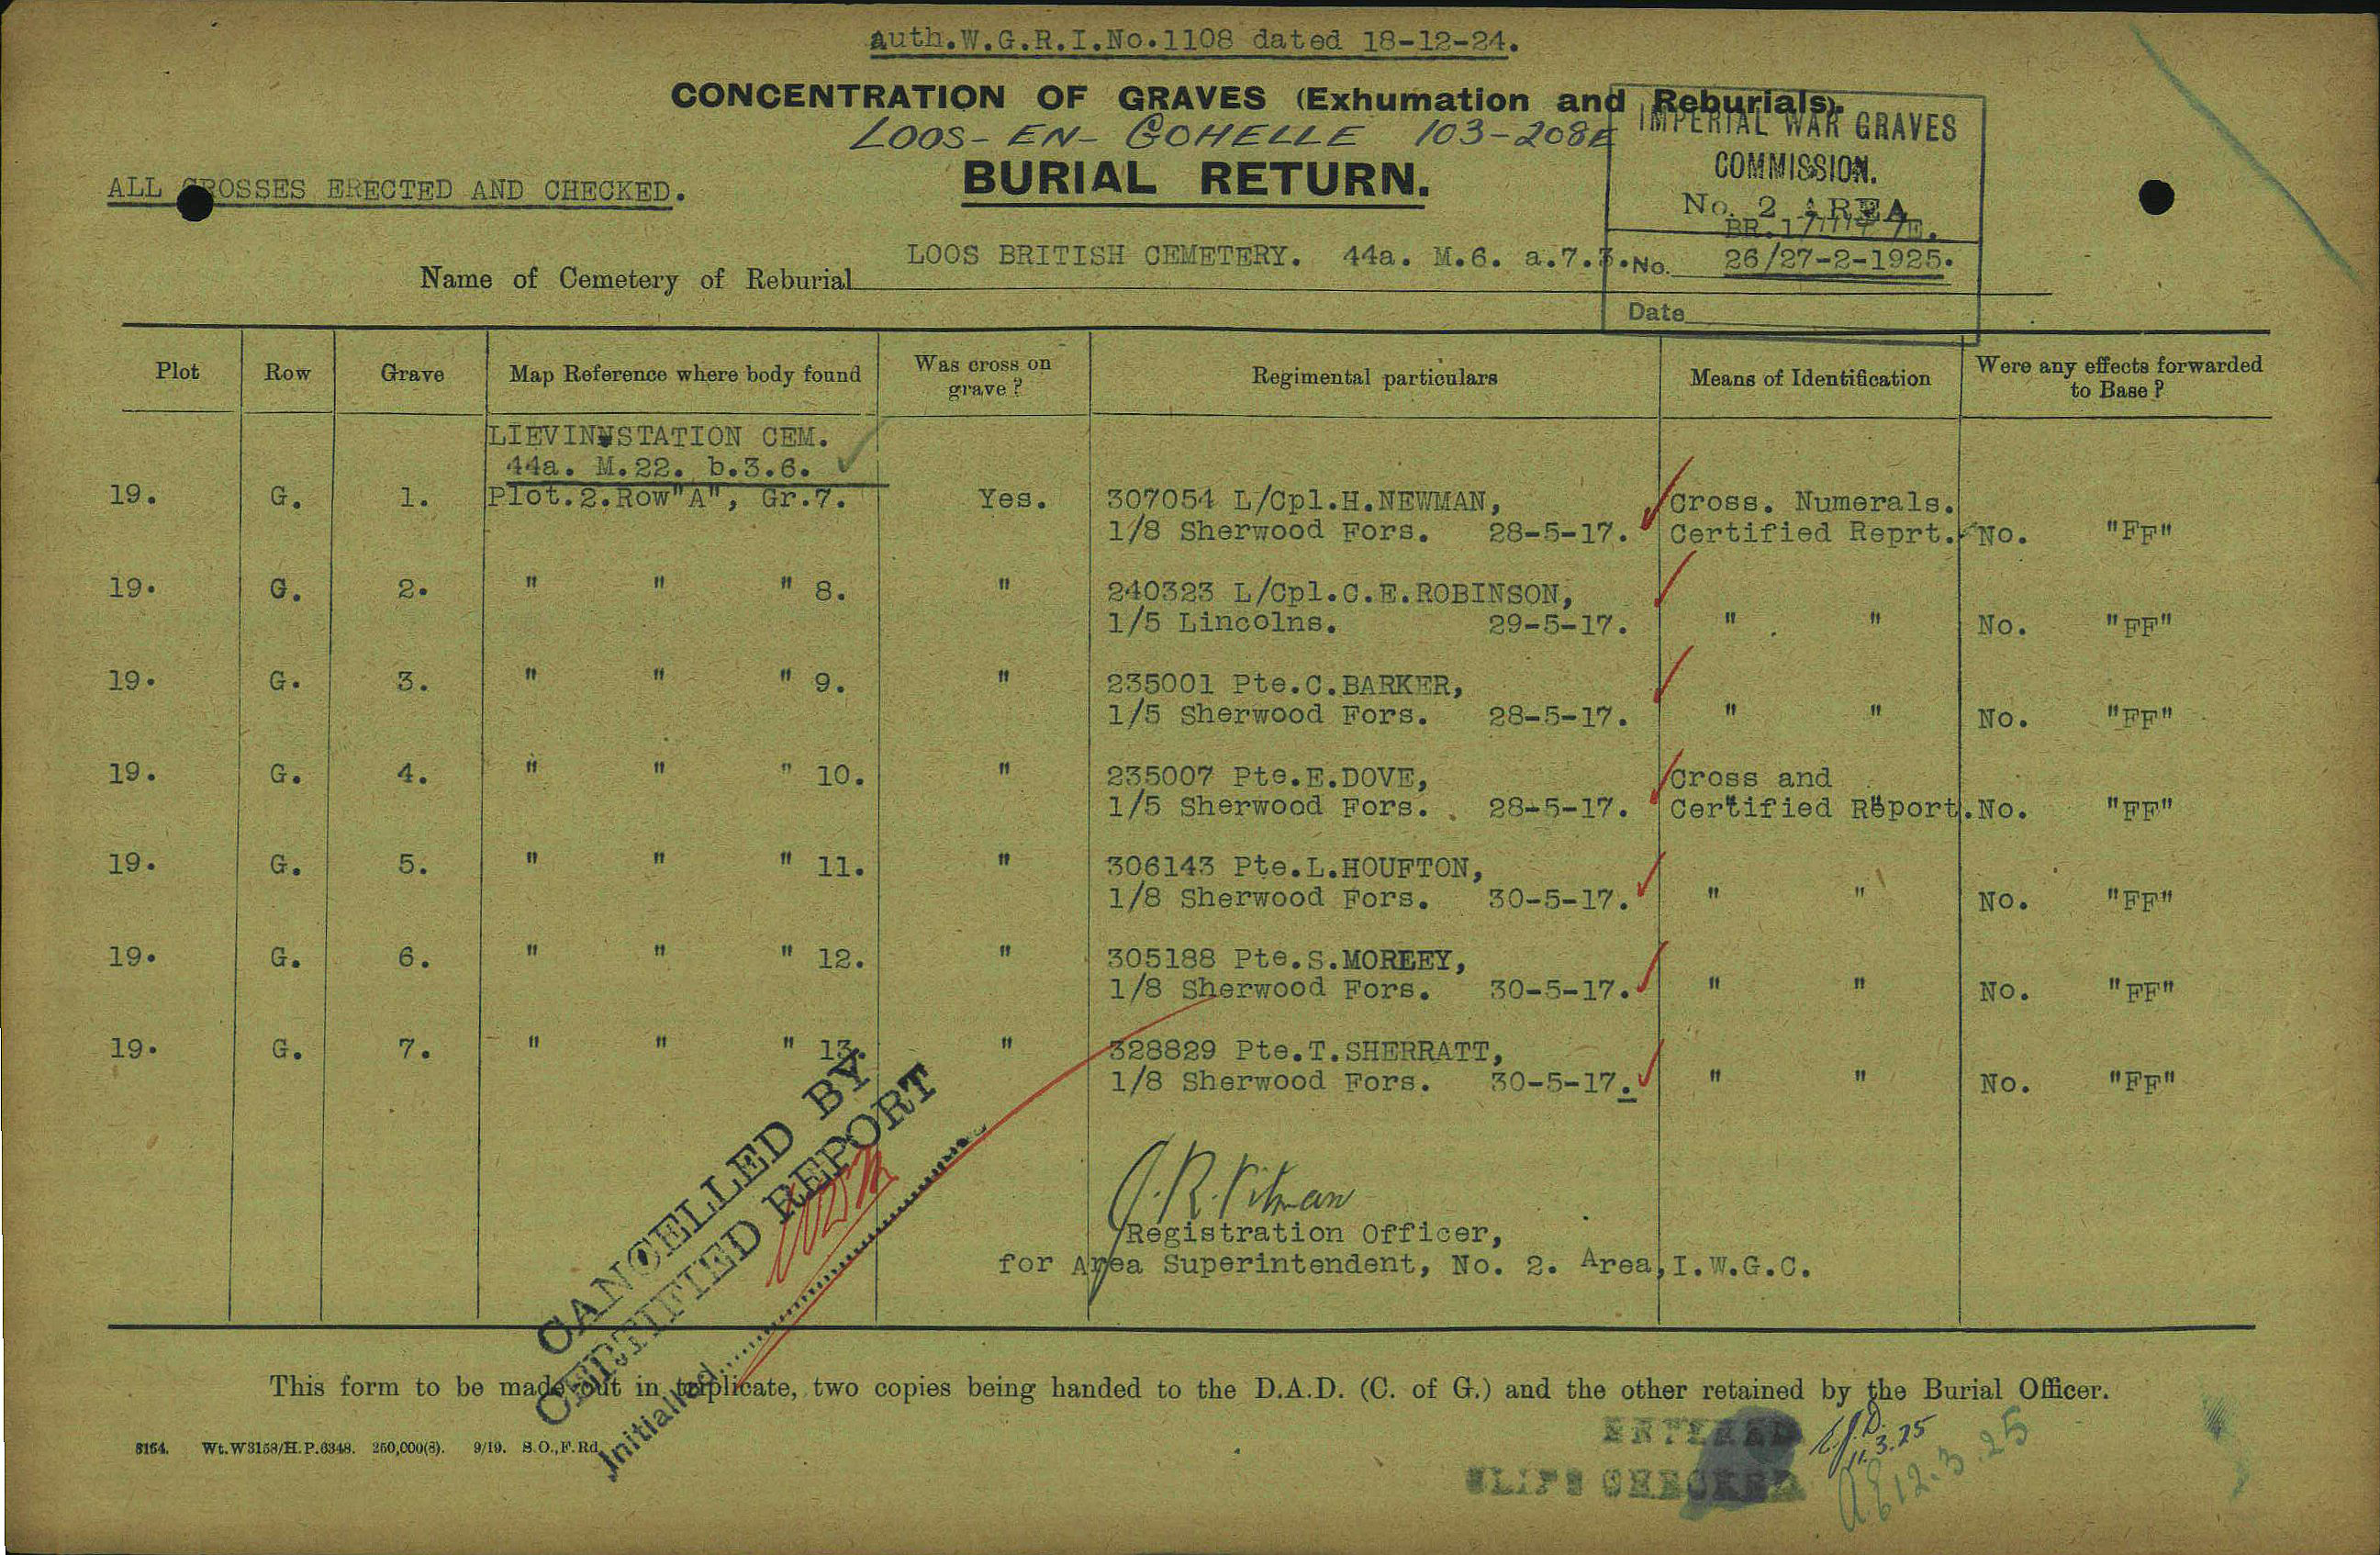 Auth.W.G.R.I.No.1108 dated 18-12-24.
CONCENTRATION OF GRAVES (Exhumation and Reburials).
LOOS-EN-GOHELLE 103-208E
IMPERIAL WAR GRAVES
COMMISSION.
No. 2 AREA
ALL CROSSES ERECTED AND CHECKED.
BURIAL RETURN.
Name of Cemetery of Reburial LOOS BRITISH CEMETERY. 44a. M.6. a.7.3.
No. 26/27-2-1925.
Date
Plot Row Grave Map Reference where body found Was cross on grave? Regimental particulars Means of Identification Were any effects forwarded to Base?
LIEVIN STATION CEM.
44a. M.22. b.3.6.
19. G. 1. Plot.2.Row"A", Gr.7. Yes. 307054 L/Cpl.H.NEWMAN, Cross. Numerals.
1/8 Sherwood Fors. 28-5-17. Certified Reprt. No. "FF"
19. G. 2. " " " 8. " 240323 L/Cpl.C.E.ROBINSON,
1/5 Lincolns. 29-5-17. " " No. "FF"
19. G. 3. " " " 9. " 235001 Pte.C.BARKER,
1/5 Sherwood Fors. 28-5-17. " " No. "FF"
19. G. 4. " " " 10. " 235007 Pte.E.DOVE, Cross and
1/5 Sherwood Fors. 28-5-17. Certified Report. No. "FF"
19. G. 5. " " " 11. " 306143 Pte.L.HOUFTON,
1/8 Sherwood Fors. 30-5-17. " " No. "FF"
19. G. 6. " " " 12. " 305188 Pte.S.MOREEY,
1/8 Sherwood Fors. 30-5-17. " " No. "FF"
19. G. 7. " " " 13. " 328829 Pte.T.SHERRATT,
1/8 Sherwood Fors. 30-5-17. " " No. "FF"
CANCELLED BY
CERTIFIED REPORT
Initialled
J.R.Pitman
Registration Officer,
for Area Superintendent, No. 2. Area, I.W.G.C.
This form to be made out in triplicate, two copies being handed to the D.A.D. (C. of G.) and the other retained by the Burial Officer.
8164. Wt.W3158/H.P.6348. 250,000(8). 9/19. S.O.,F.Rd.
ENTERED
SLIPS CHECKED
11.3.25
12.3.25